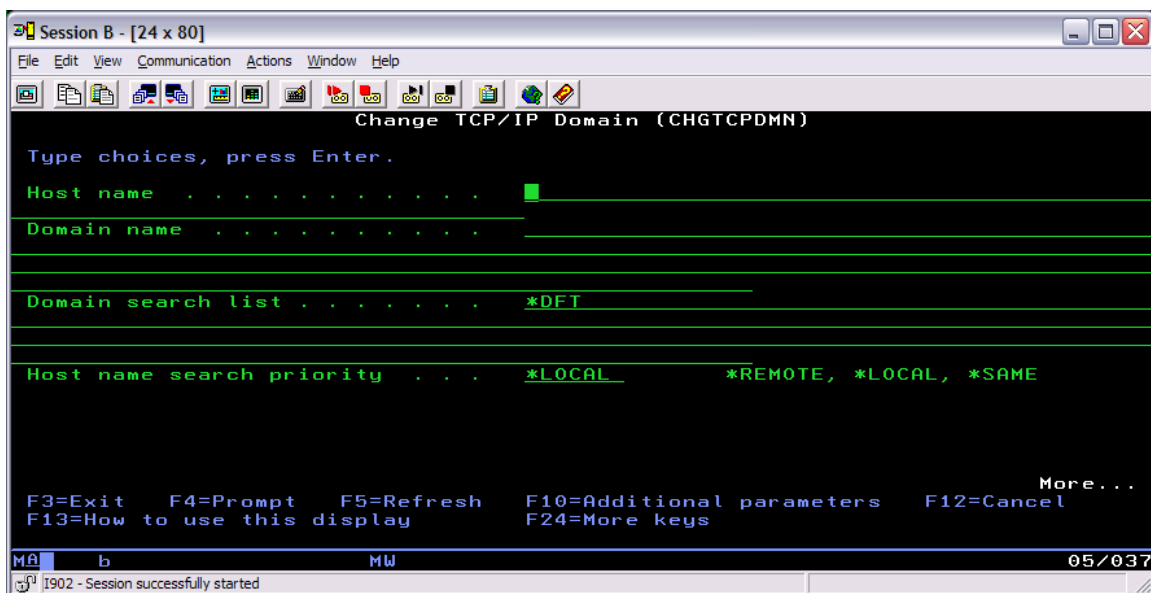 Session B - [24 x 80]
File Edit View Communication Actions Window Help
Change TCP/IP Domain (CHGTCPDMN)
Type choices, press Enter.
Host name . . . . . . . . . . .
Domain name . . . . . . . . . .
Domain search list . . . . . . . *DFT
Host name search priority . . . *LOCAL *REMOTE, *LOCAL, *SAME
More...
F3=Exit F4=Prompt F5=Refresh F10=Additional parameters F12=Cancel
F13=How to use this display F24=More keys
MA b MW 05/037
I902 - Session successfully started